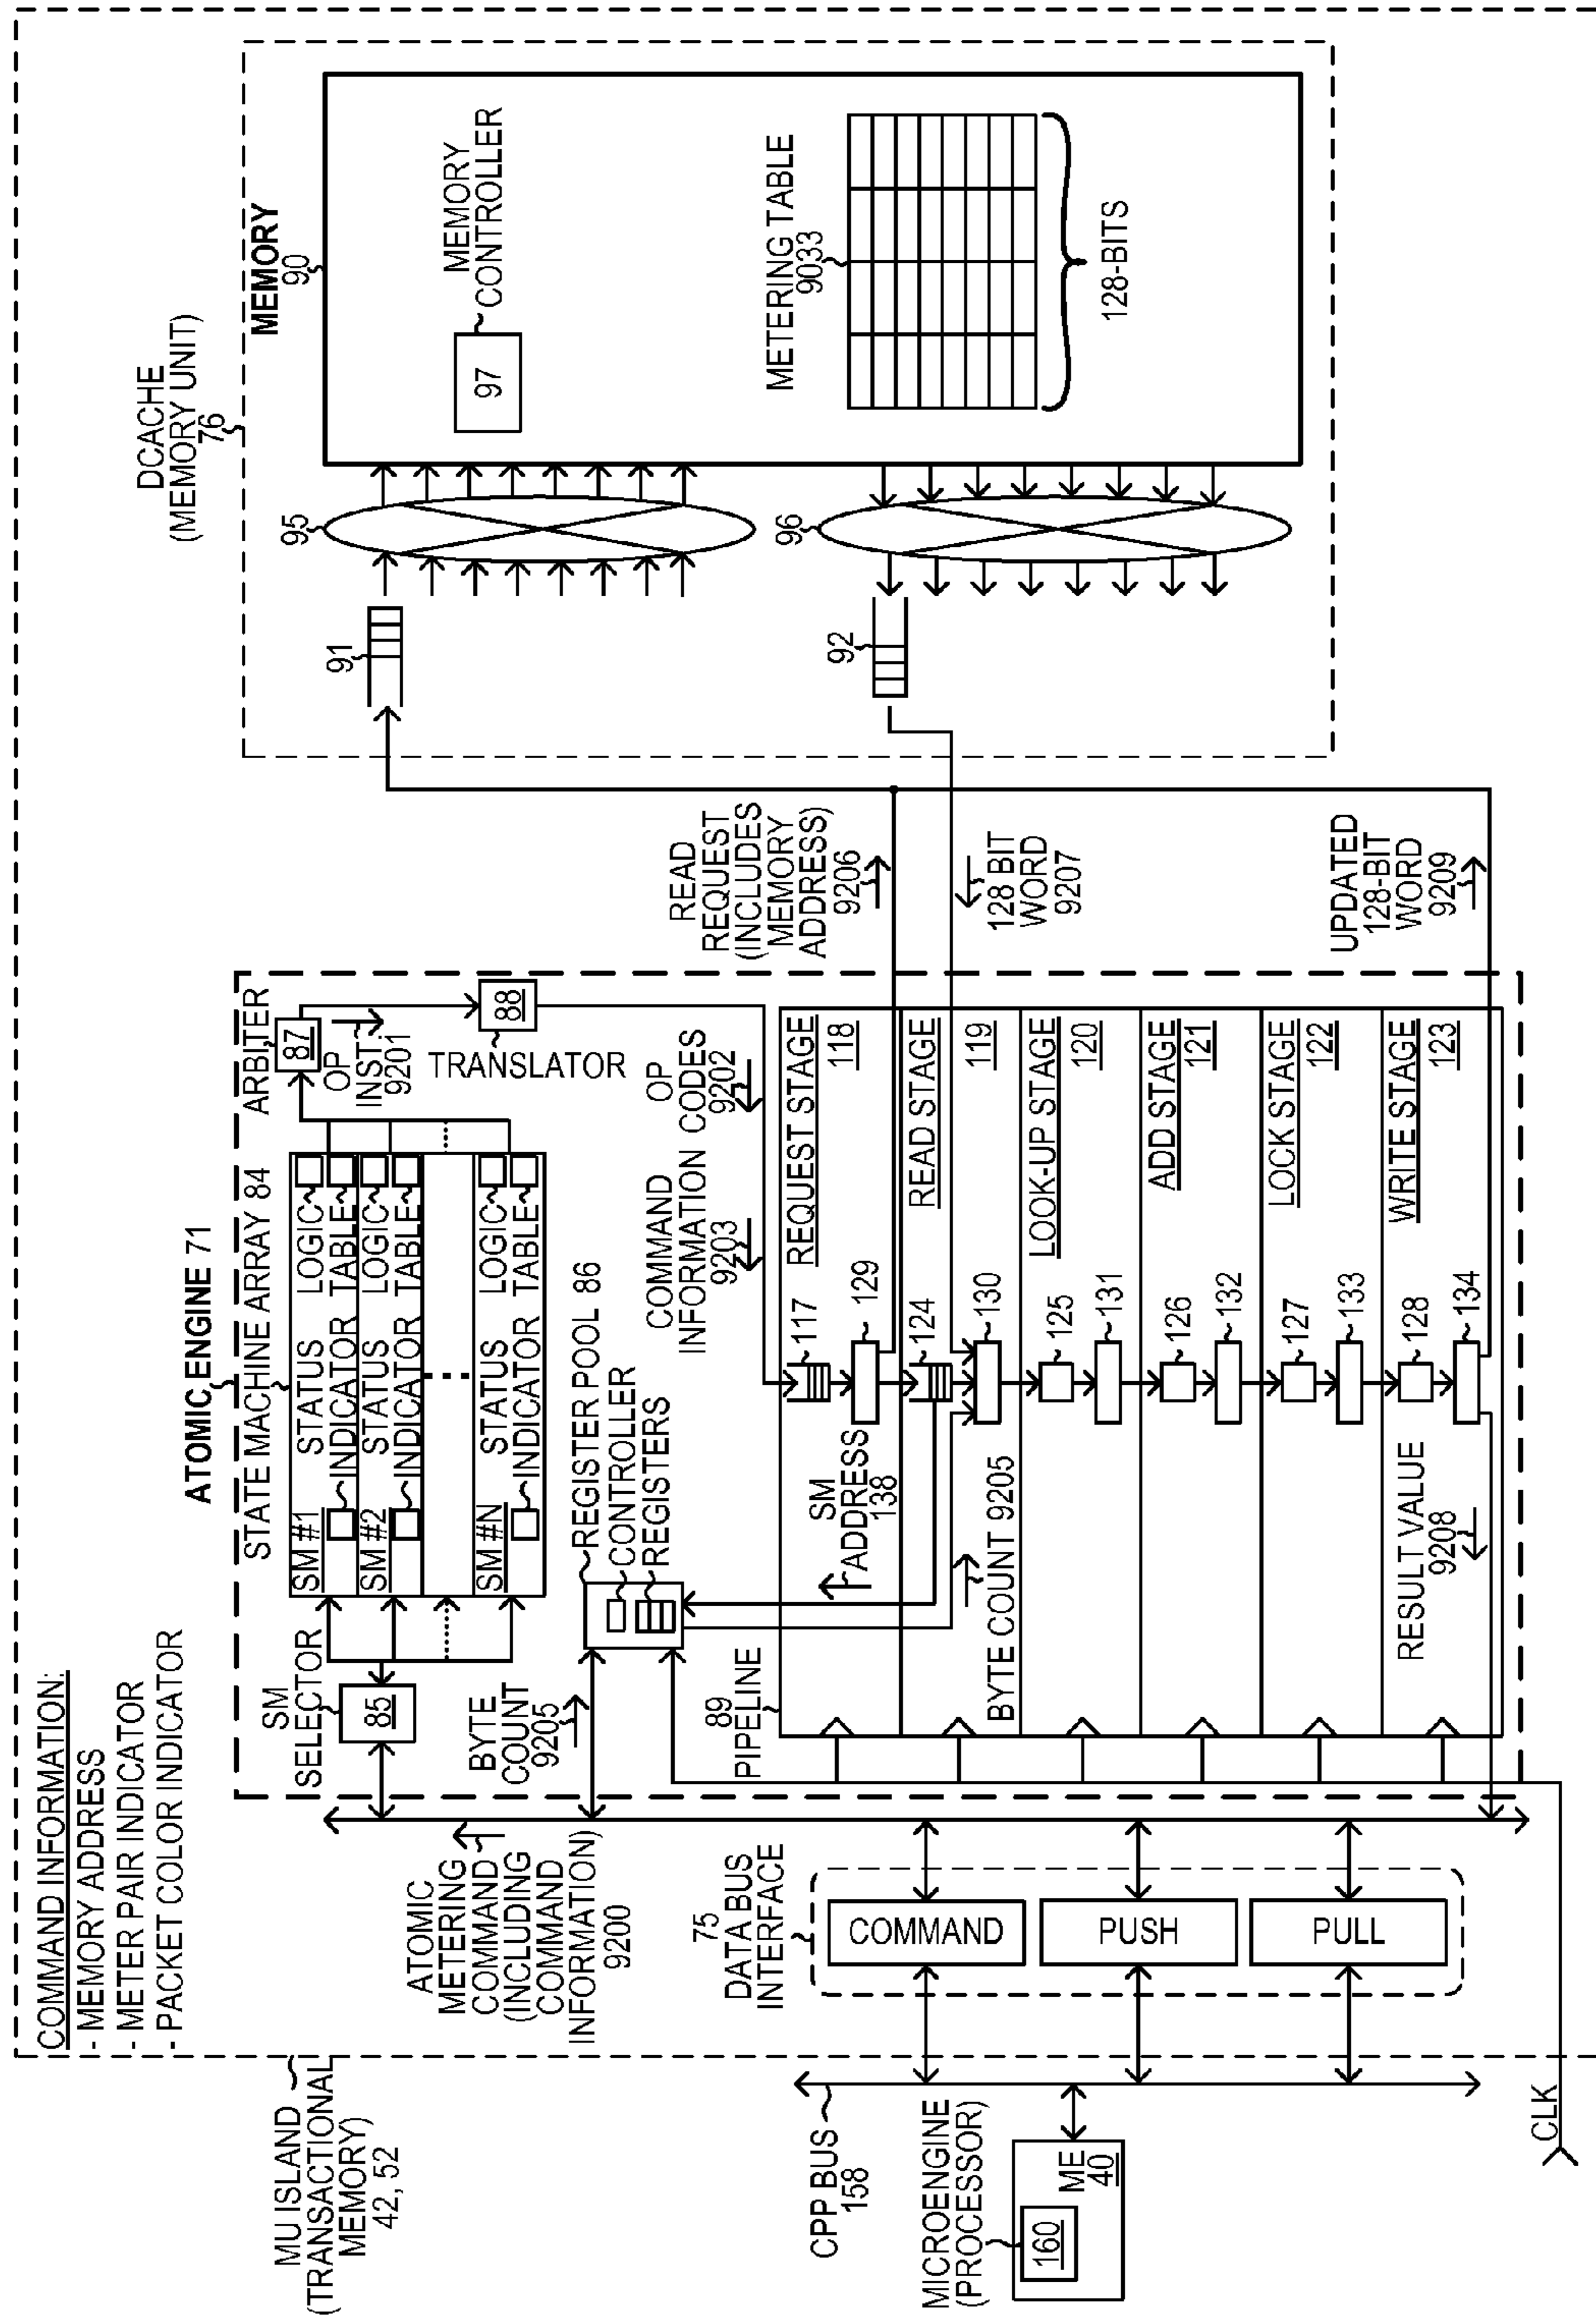 COMMAND INFORMATION:
- MEMORY ADDRESS
- METER PAIR INDICATOR
- PACKET COLOR INDICATOR
MU ISLAND
(TRANSACTIONAL
MEMORY)
42, 52
DCACHE
(MEMORY UNIT)
76
MEMORY
90
97
MEMORY
CONTROLLER
METERING TABLE
9033
128-BITS
95
96
91
92
ATOMIC ENGINE 71
STATE MACHINE ARRAY 84
SM #1
STATUS
INDICATOR
LOGIC
TABLE
SM #2
STATUS
INDICATOR
LOGIC
TABLE
SM #N
STATUS
INDICATOR
LOGIC
TABLE
SM
SELECTOR
85
ARBITER
87
OP
INST.
9201
88
TRANSLATOR
REGISTER POOL 86
CONTROLLER
REGISTERS
BYTE
COUNT
9205
COMMAND
INFORMATION
9203
OP
CODES
9202
89
PIPELINE
REQUEST STAGE
118
117
129
READ STAGE
119
124
130
SM
ADDRESS
138
BYTE COUNT 9205
LOOK-UP STAGE
120
125
131
ADD STAGE
121
126
132
LOCK STAGE
122
127
133
WRITE STAGE
123
128
134
RESULT VALUE
9208
READ
REQUEST
(INCLUDES
MEMORY
ADDRESS)
9206
128 BIT
WORD
9207
UPDATED
128-BIT
WORD
9209
ATOMIC
METERING
COMMAND
(INCLUDING
COMMAND
INFORMATION)
9200
75
DATA BUS
INTERFACE
COMMAND
PUSH
PULL
CPP BUS
158
MICROENGINE
(PROCESSOR)
160
ME
40
CLK